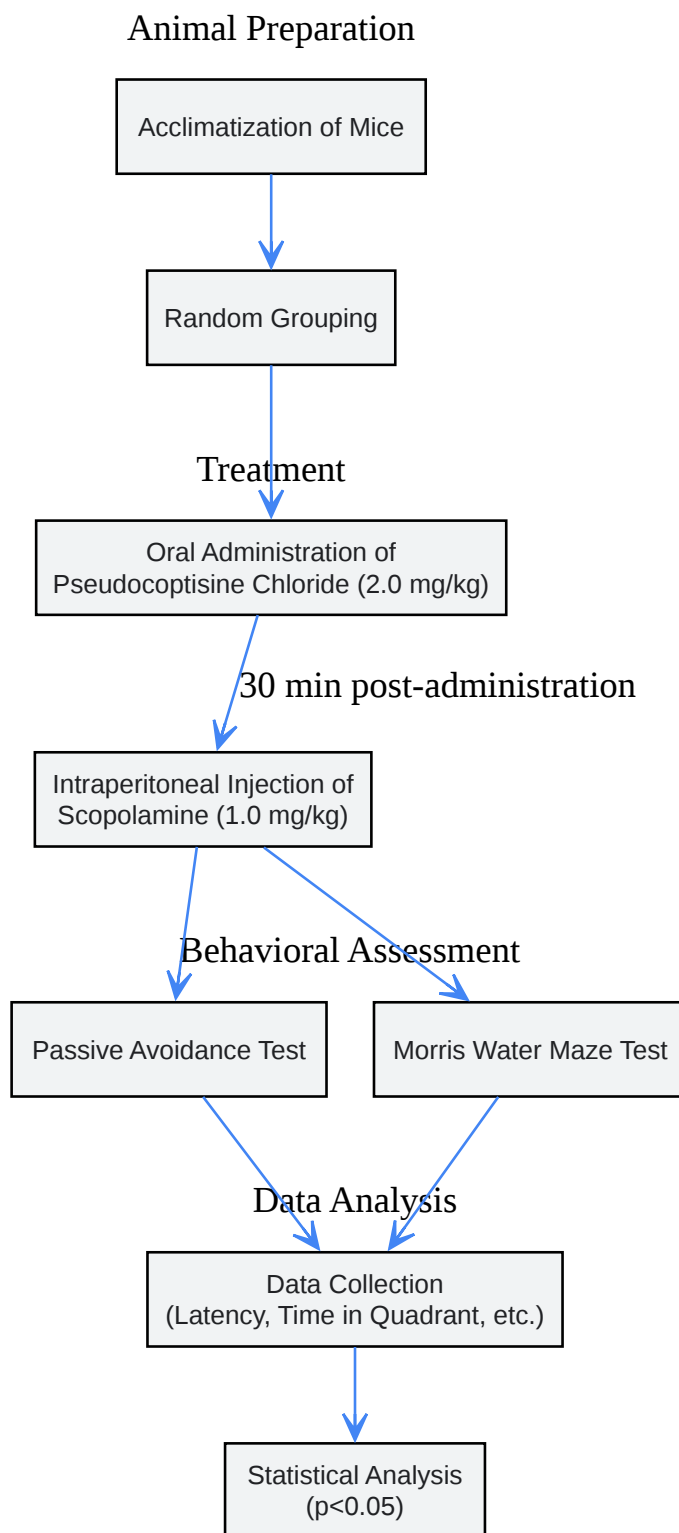 Animal Preparation
Acclimatization of Mice
Random Grouping
Treatment
Oral Administration of
Pseudocoptisine Chloride (2.0 mg/kg)
30 min post-administration
Intraperitoneal Injection of
Scopolamine (1.0 mg/kg)
Behavioral Assessment
Passive Avoidance Test
Morris Water Maze Test
Data Analysis
Data Collection
(Latency, Time in Quadrant, etc.)
Statistical Analysis
(p<0.05)